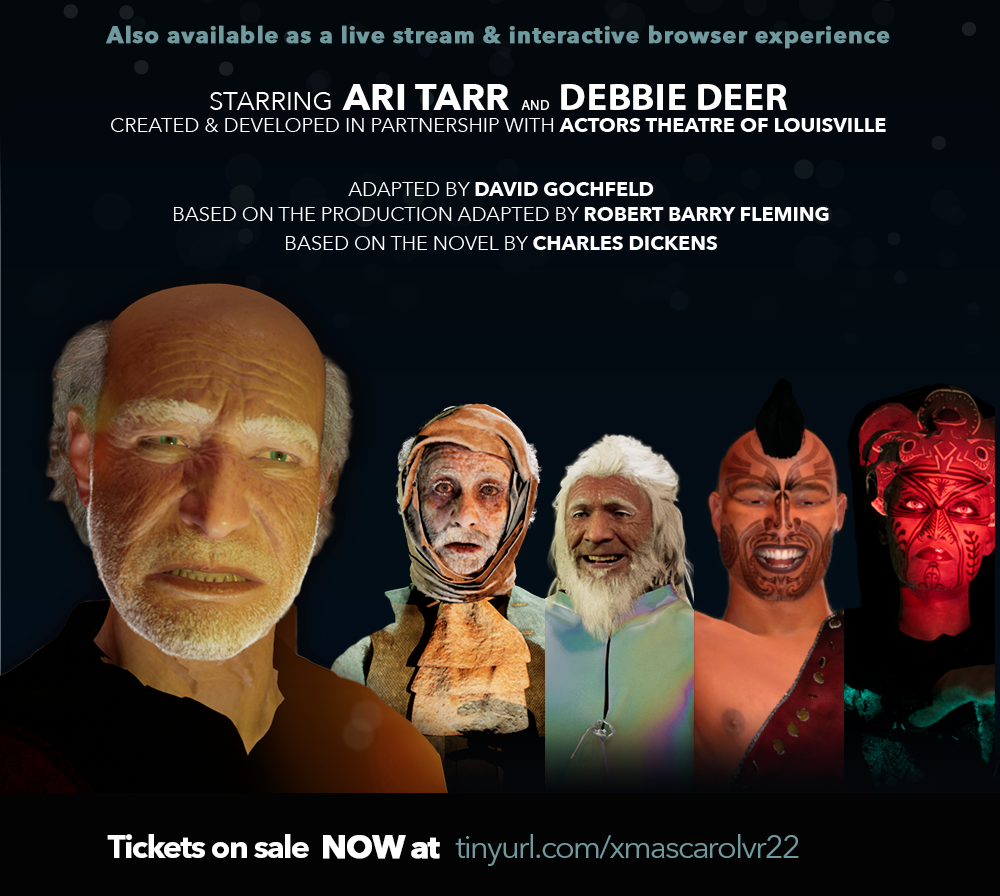 Also available as a live stream & interactive browser experience
STARRING ARI TARR AND DEBBIE DEER
CREATED & DEVELOPED IN PARTNERSHIP WITH ACTORS THEATRE OF LOUISVILLE
ADAPTED BY DAVID GOCHFELD
BASED ON THE PRODUCTION ADAPTED BY ROBERT BARRY FLEMING
BASED ON THE NOVEL BY CHARLES DICKENS
Tickets on sale NOW at tinyurl.com/xmascarolvr22